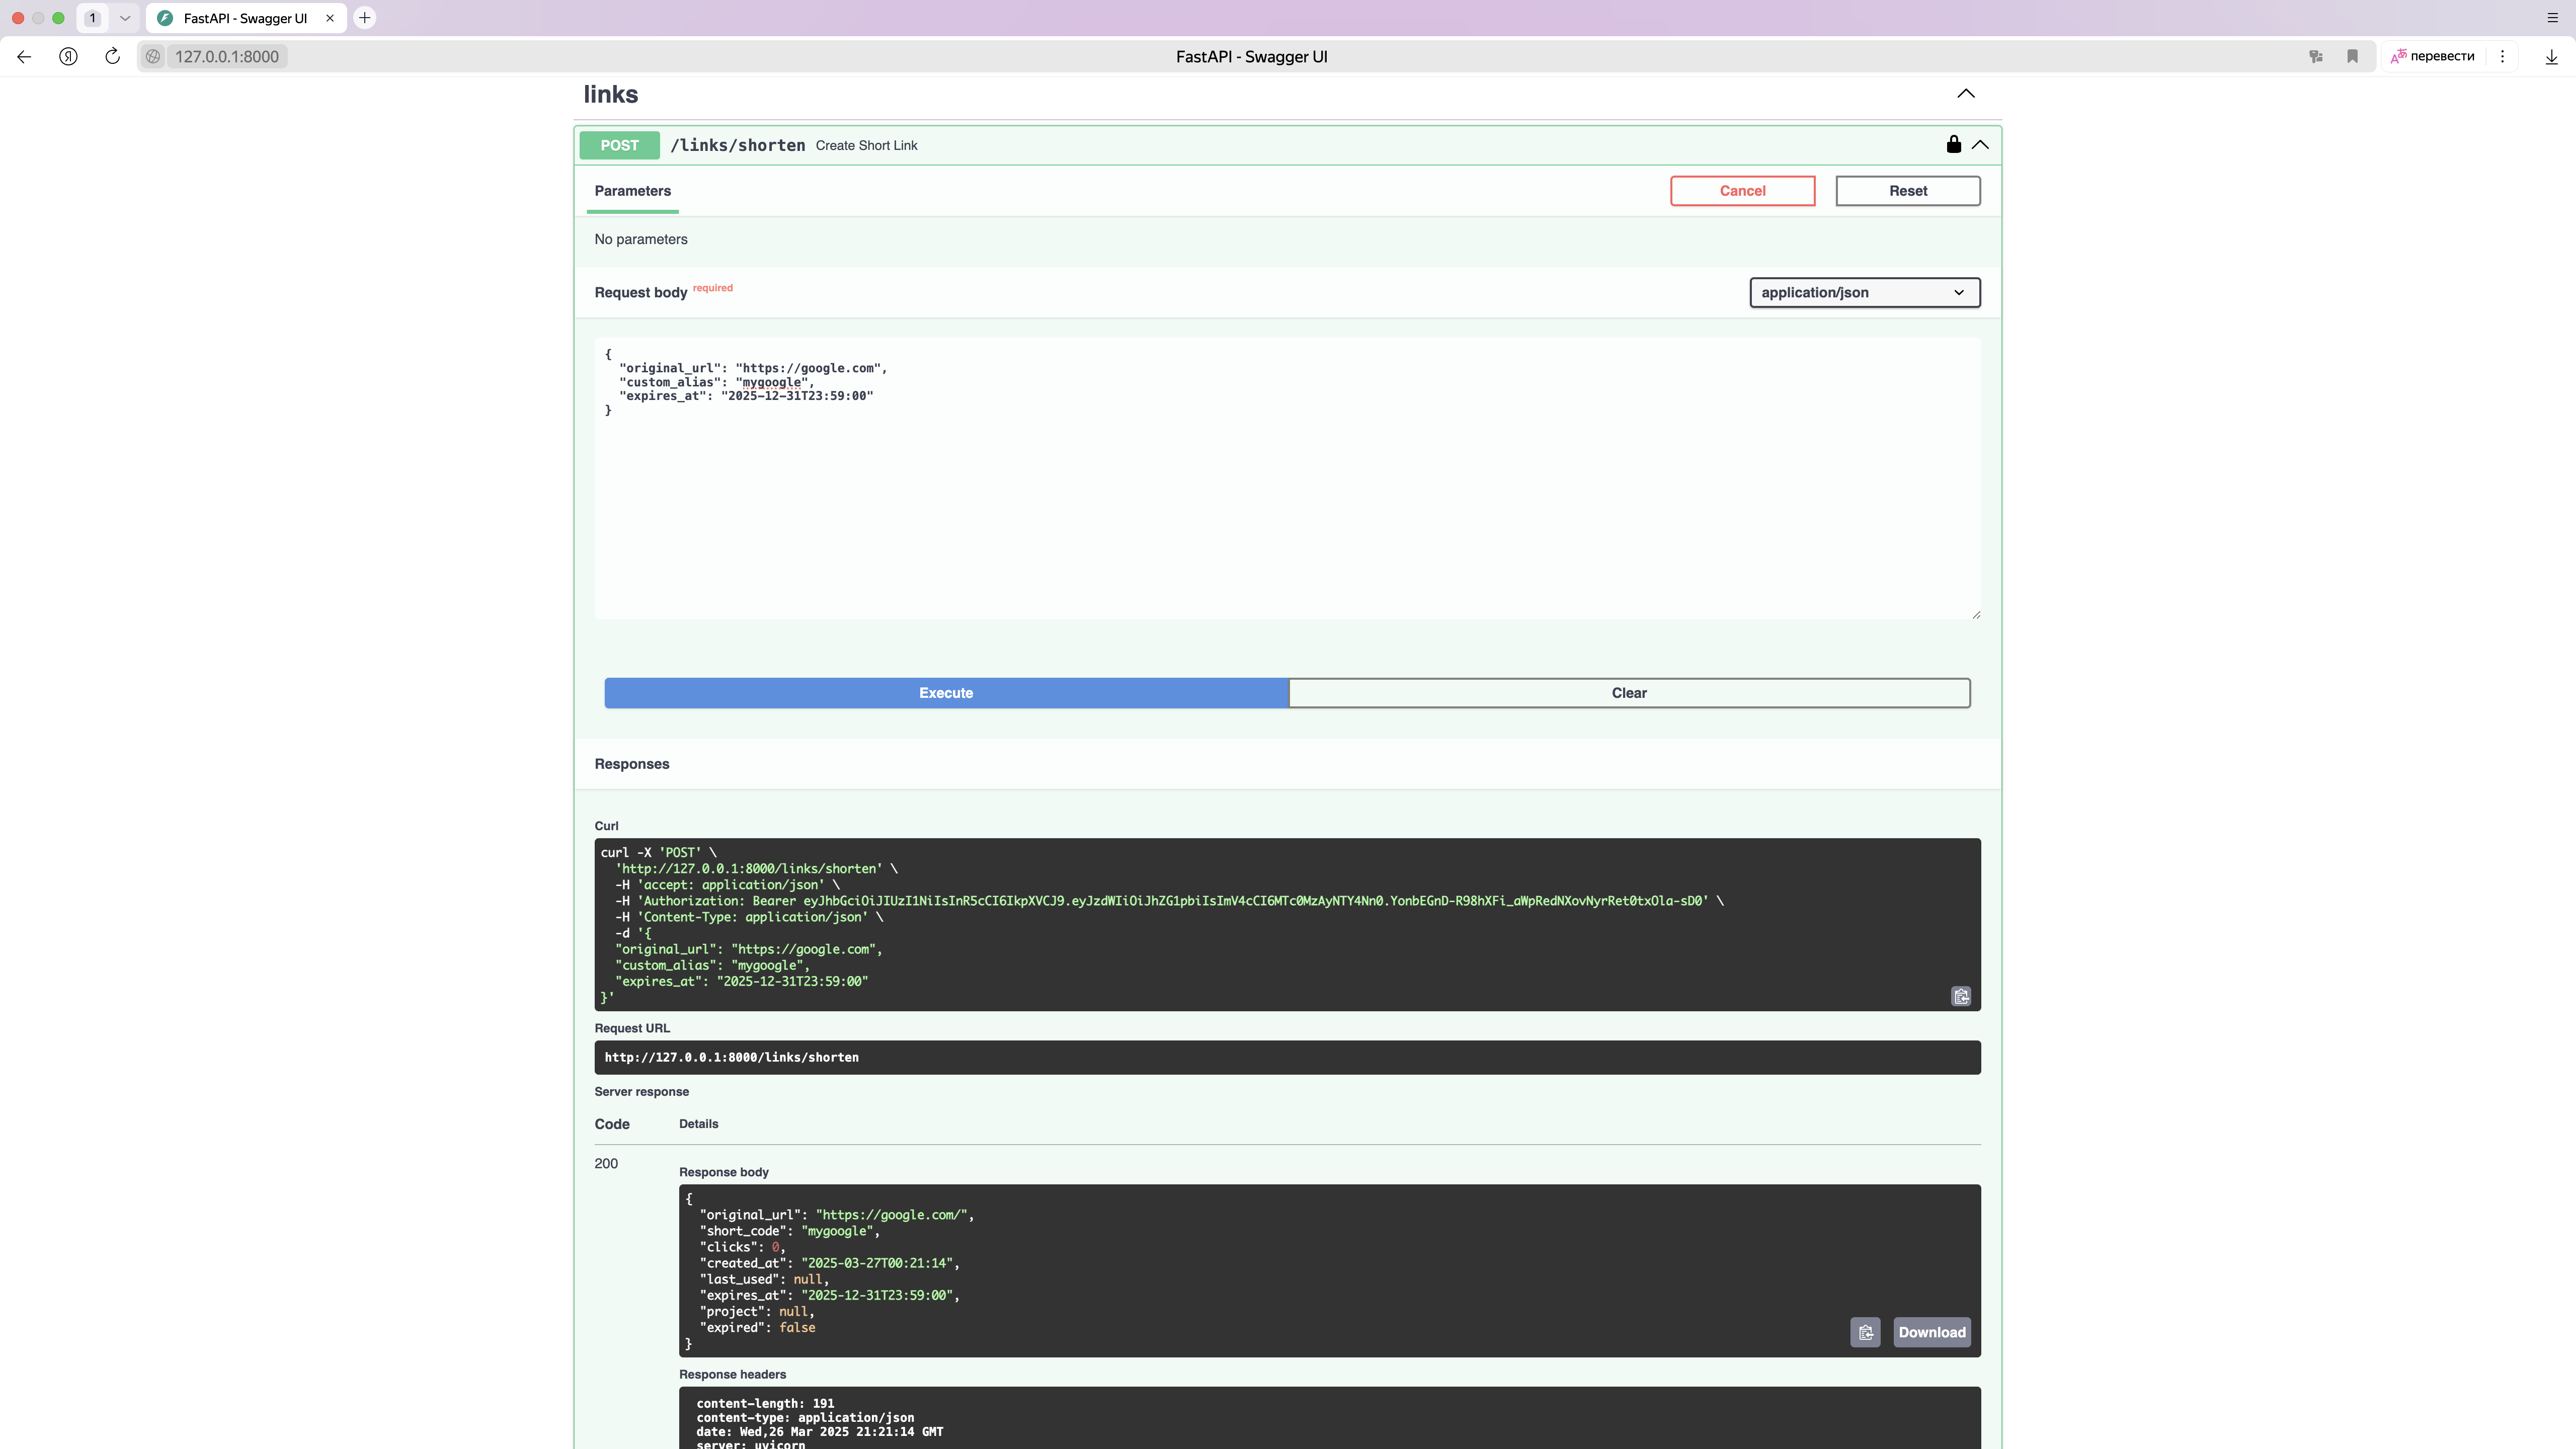 1
FastAPI - Swagger UI
127.0.0.1:8000
FastAPI - Swagger UI
перевести
links
POST /links/shorten Create Short Link
Parameters
Cancel
Reset
No parameters
Request body required
application/json
{
  "original_url": "https://google.com",
  "custom_alias": "mygoogle",
  "expires_at": "2025-12-31T23:59:00"
}
Execute
Clear
Responses
Curl
curl -X 'POST' \
  'http://127.0.0.1:8000/links/shorten' \
  -H 'accept: application/json' \
  -H 'Authorization: Bearer eyJhbGciOiJIUzI1NiIsInR5cCI6IkpXVCJ9.eyJzdWIiOiJhZG1pbiIsImV4cCI6MTc0MzAyNTY4Nn0.YonbEGnD-R98hXFi_aWpRedNXovNyrRet0txOla-sD0' \
  -H 'Content-Type: application/json' \
  -d '{
  "original_url": "https://google.com",
  "custom_alias": "mygoogle",
  "expires_at": "2025-12-31T23:59:00"
}'
Request URL
http://127.0.0.1:8000/links/shorten
Server response
Code Details
200
Response body
{
  "original_url": "https://google.com/",
  "short_code": "mygoogle",
  "clicks": 0,
  "created_at": "2025-03-27T00:21:14",
  "last_used": null,
  "expires_at": "2025-12-31T23:59:00",
  "project": null,
  "expired": false
}
Download
Response headers
content-length: 191
content-type: application/json
date: Wed,26 Mar 2025 21:21:14 GMT
server: uvicorn